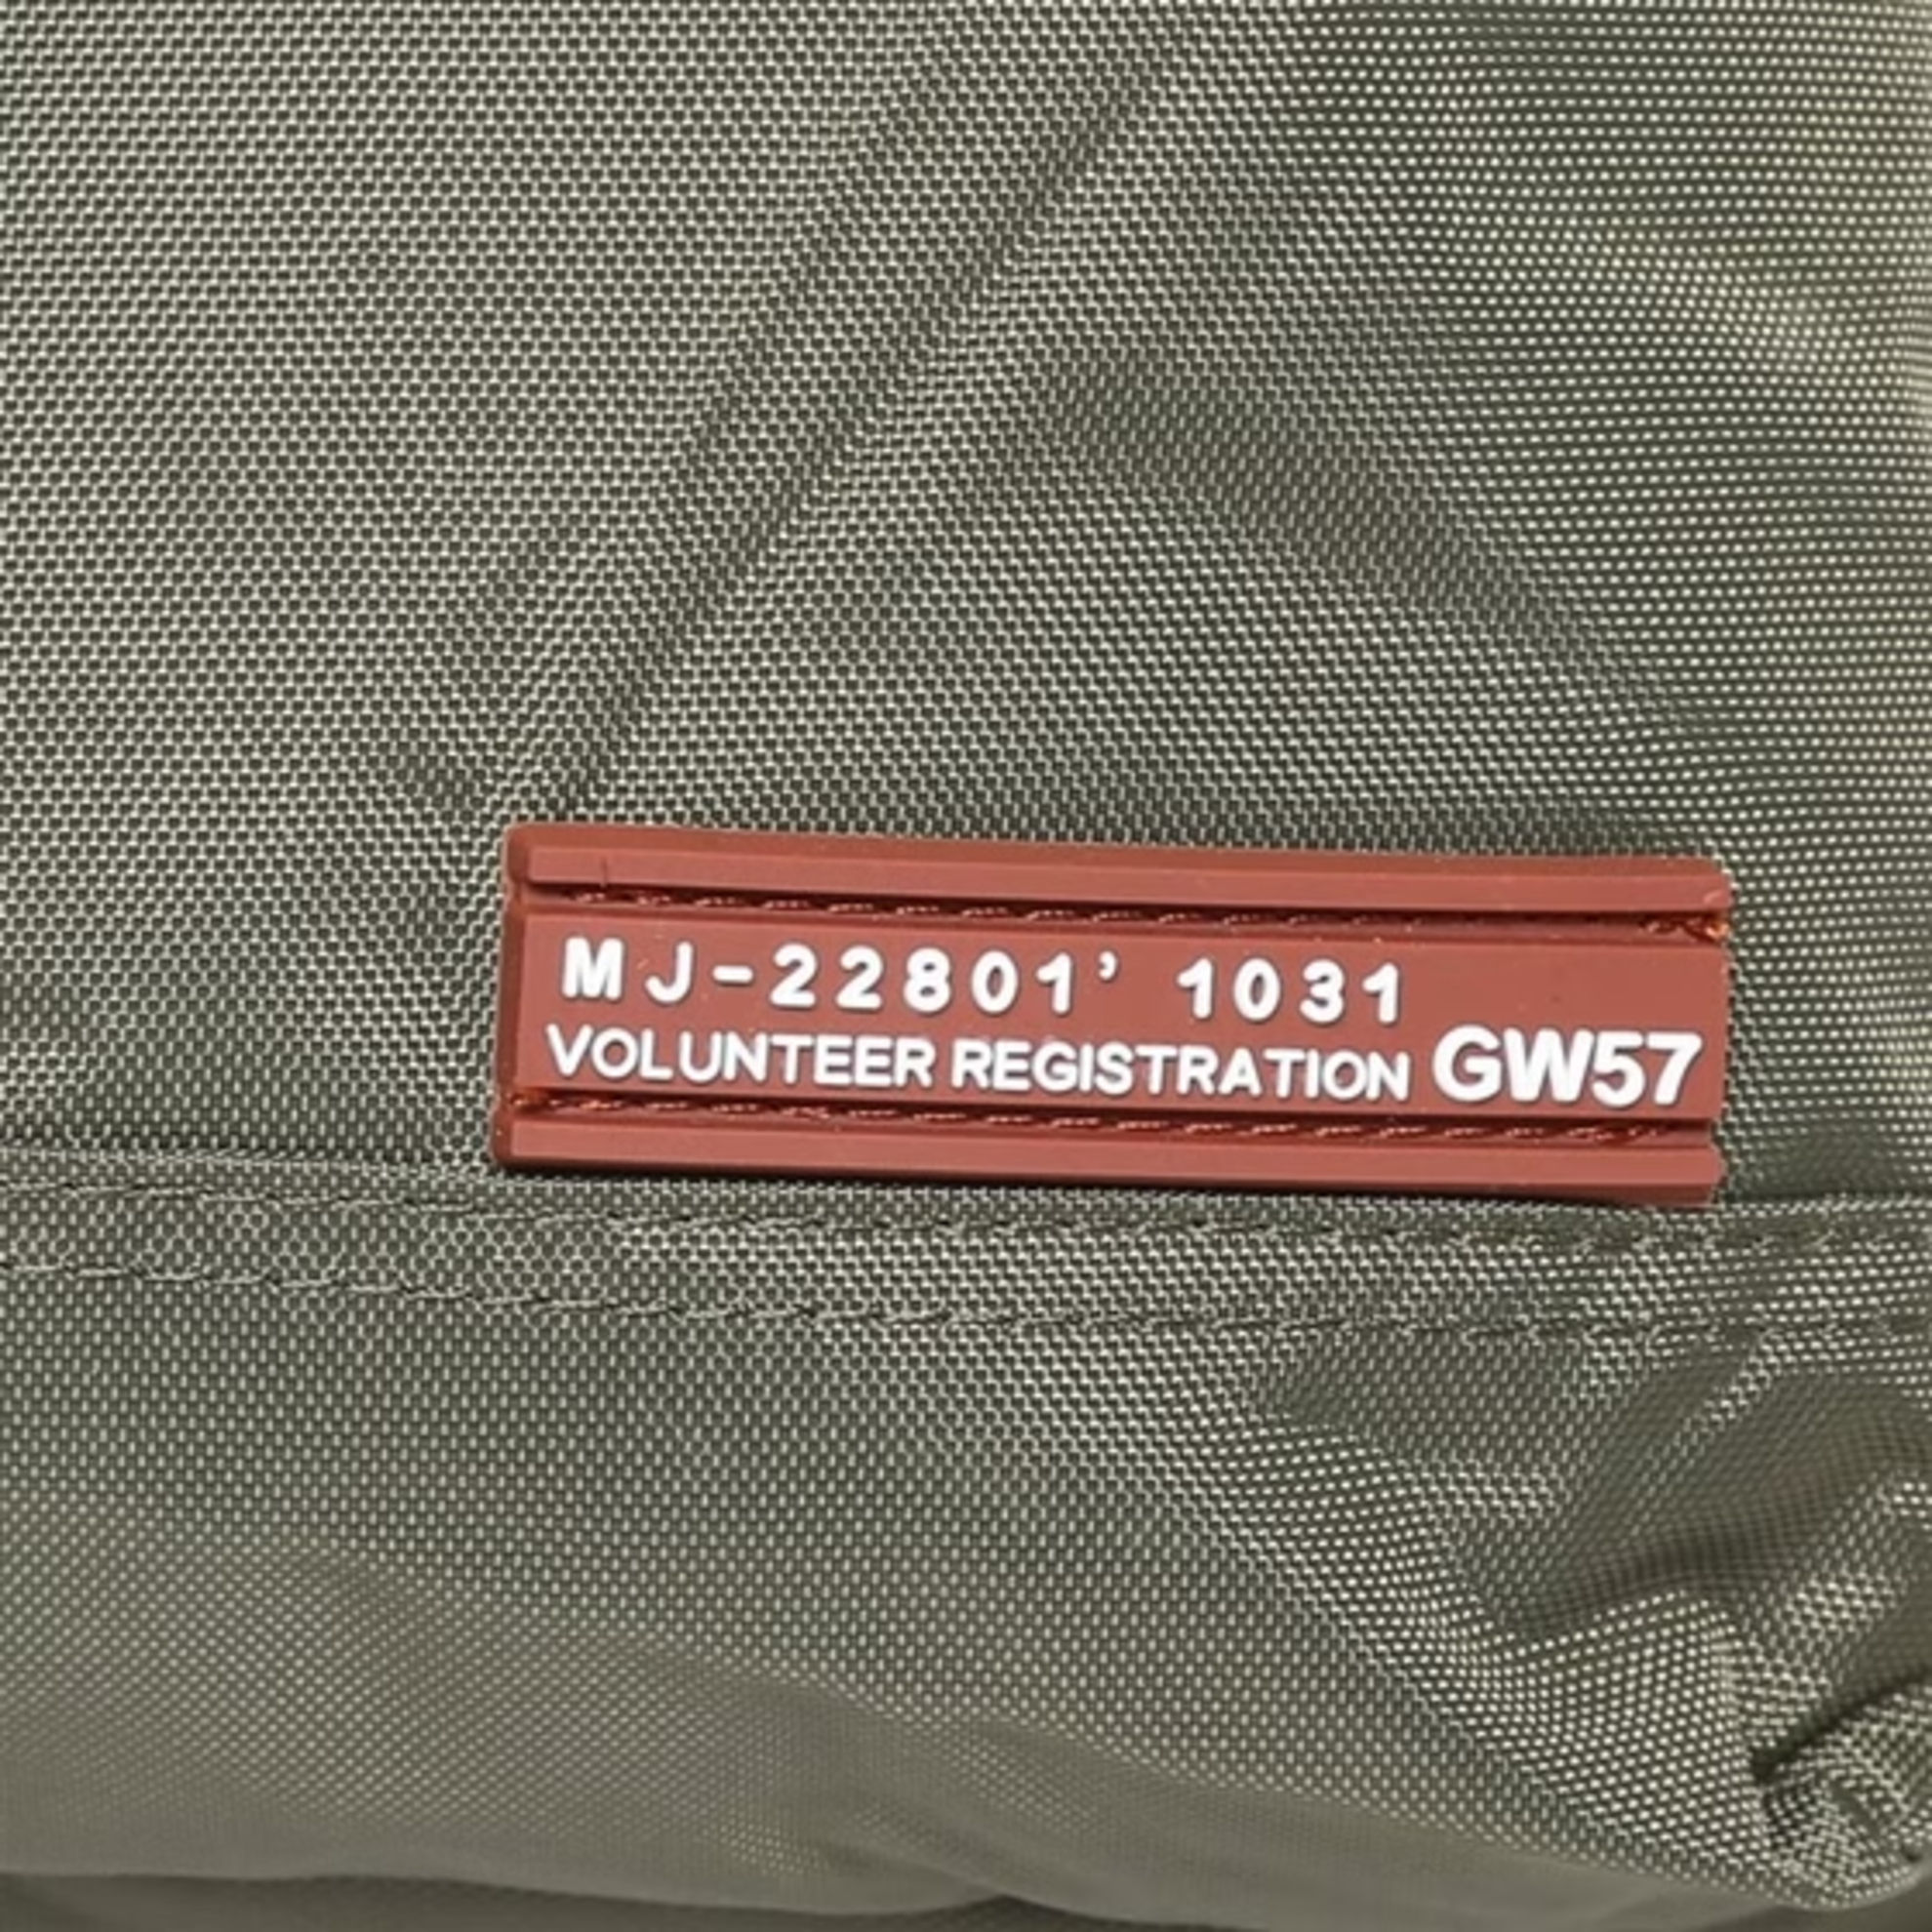 MJ-22801’ 1031
VOLUNTEER REGISTRATION GW57